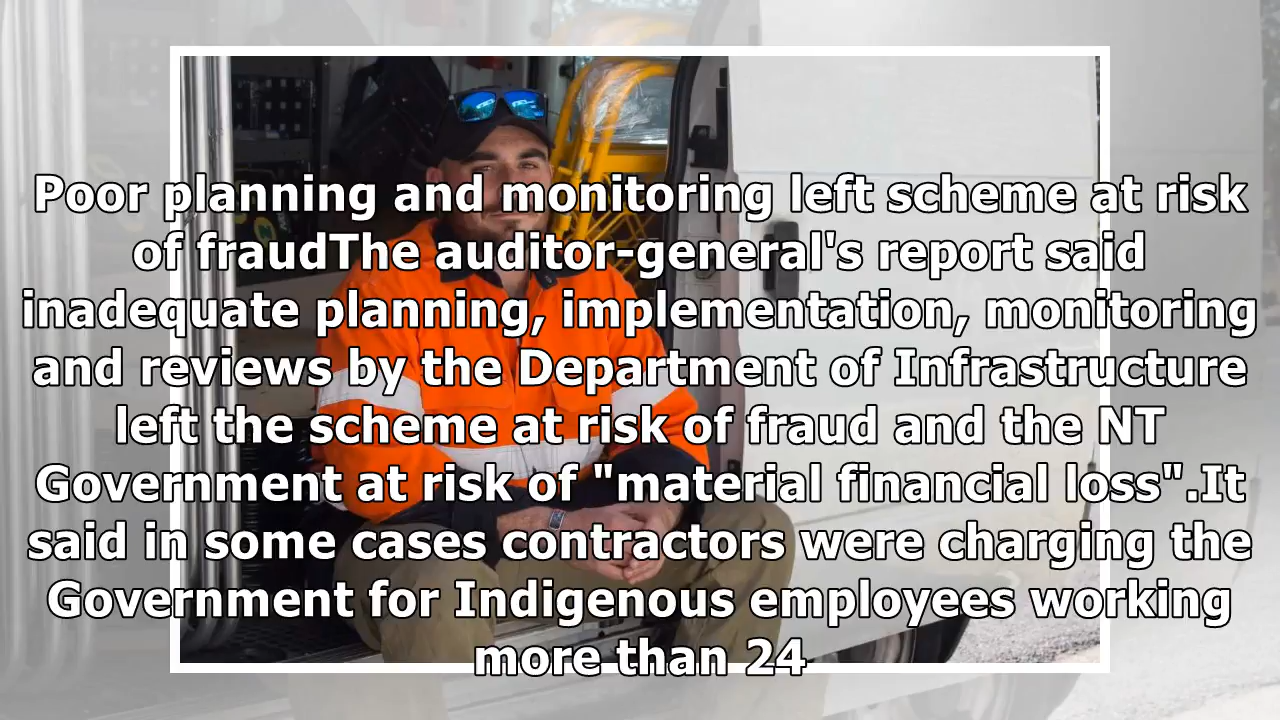 Poor planning and monitoring left scheme at risk
of fraudThe auditor-general's report said
inadequate planning, implementation, monitoring
and reviews by the Department of Infrastructure
left the scheme at risk of fraud and the NT
Government at risk of "material financial loss".It
said in some cases contractors were charging the
Government for Indigenous employees working
more than 24